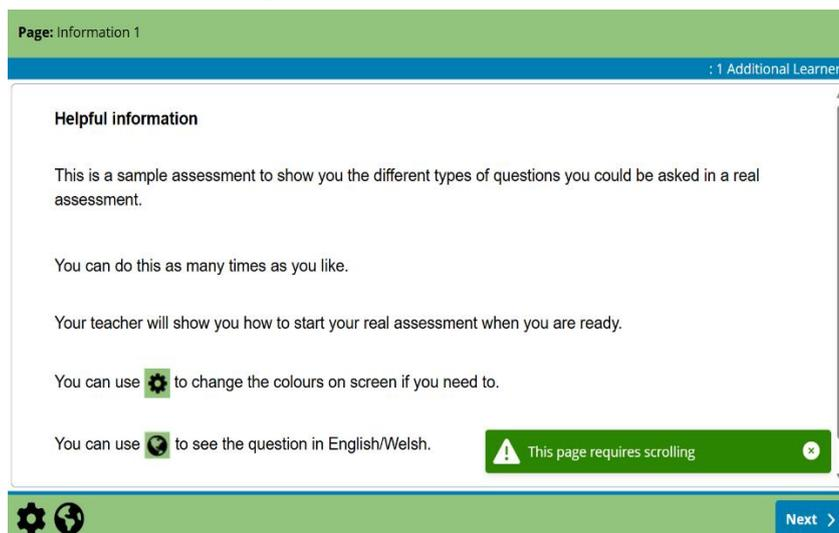 Page: Information 1
: 1 Additional Learner
Helpful information
This is a sample assessment to show you the different types of questions you could be asked in a real
assessment.
You can do this as many times as you like.
Your teacher will show you how to start your real assessment when you are ready.
You can use to change the colours on screen if you need to.
You can use to see the question in English/Welsh.
This page requires scrolling
Next